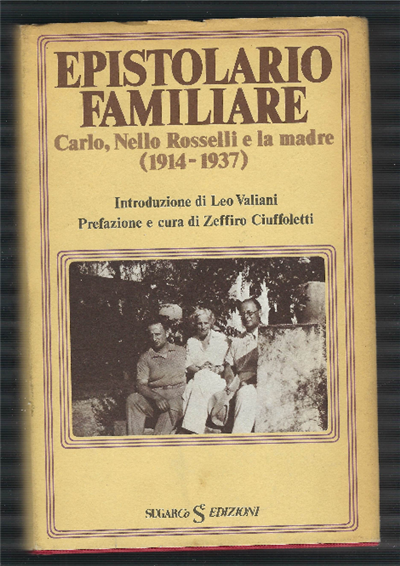 EPISTOLARIO
FAMILIARE
Carlo, Nello Rosselli e la madre
(1914-1937)
Introduzione di Leo Valiani
Prefazione e cura di Zeffiro Ciuffoletti
SUGARCo SC EDIZIONI